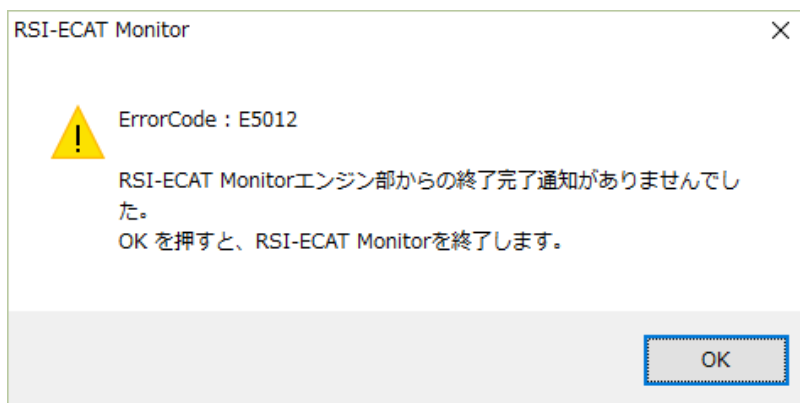 RSI-ECAT Monitor
ErrorCode : E5012
RSI-ECAT Monitorエンジン部からの終了完了通知がありませんでし
た。
OK を押すと、RSI-ECAT Monitorを終了します。
OK